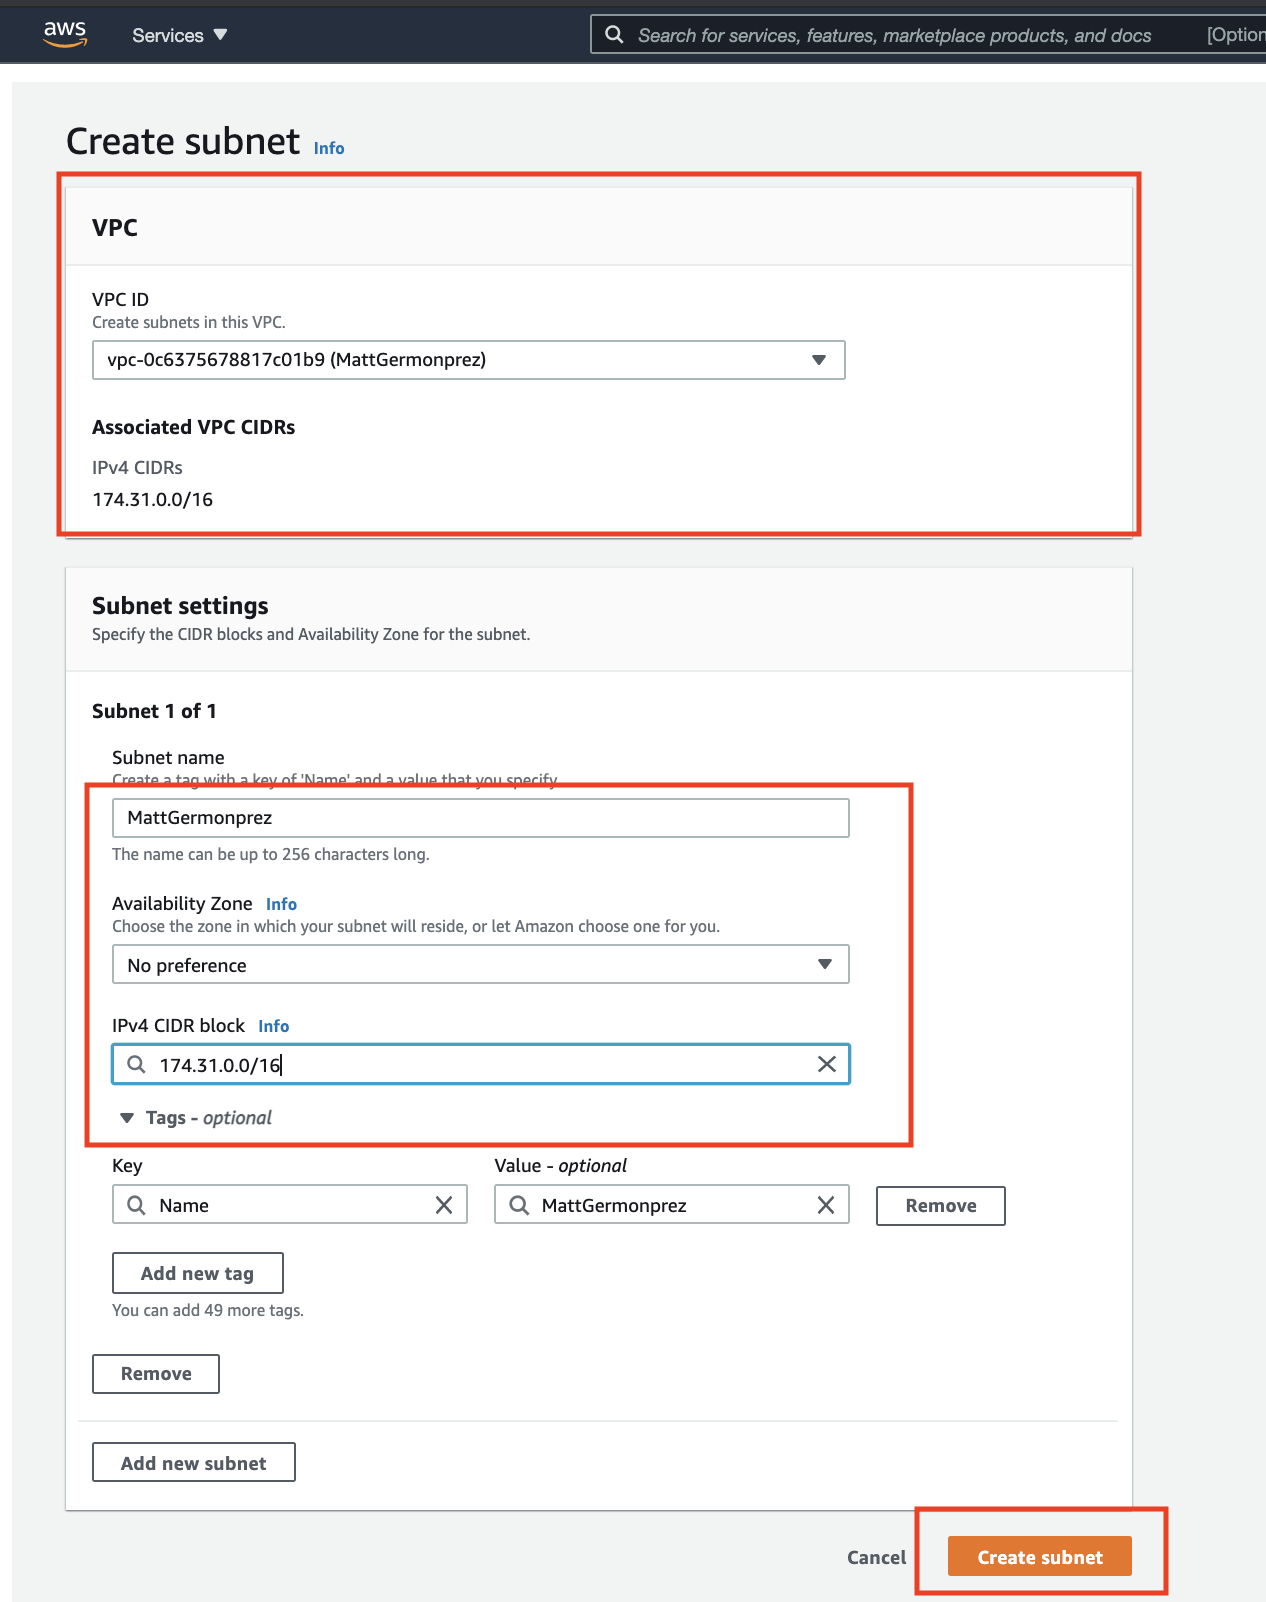 aws
Services
Search for services, features, marketplace products, and docs
[Option
Create subnet Info
VPC
VPC ID
Create subnets in this VPC.
vpc-0c6375678817c01b9 (MattGermonprez)
Associated VPC CIDRs
IPv4 CIDRs
174.31.0.0/16
Subnet settings
Specify the CIDR blocks and Availability Zone for the subnet.
Subnet 1 of 1
Subnet name
Create a tag with a key of 'Name' and a value that you specify.
MattGermonprez
The name can be up to 256 characters long.
Availability Zone Info
Choose the zone in which your subnet will reside, or let Amazon choose one for you.
No preference
IPv4 CIDR block Info
174.31.0.0/16
Tags - optional
Key
Value - optional
Name
MattGermonprez
Remove
Add new tag
You can add 49 more tags.
Remove
Add new subnet
Cancel
Create subnet